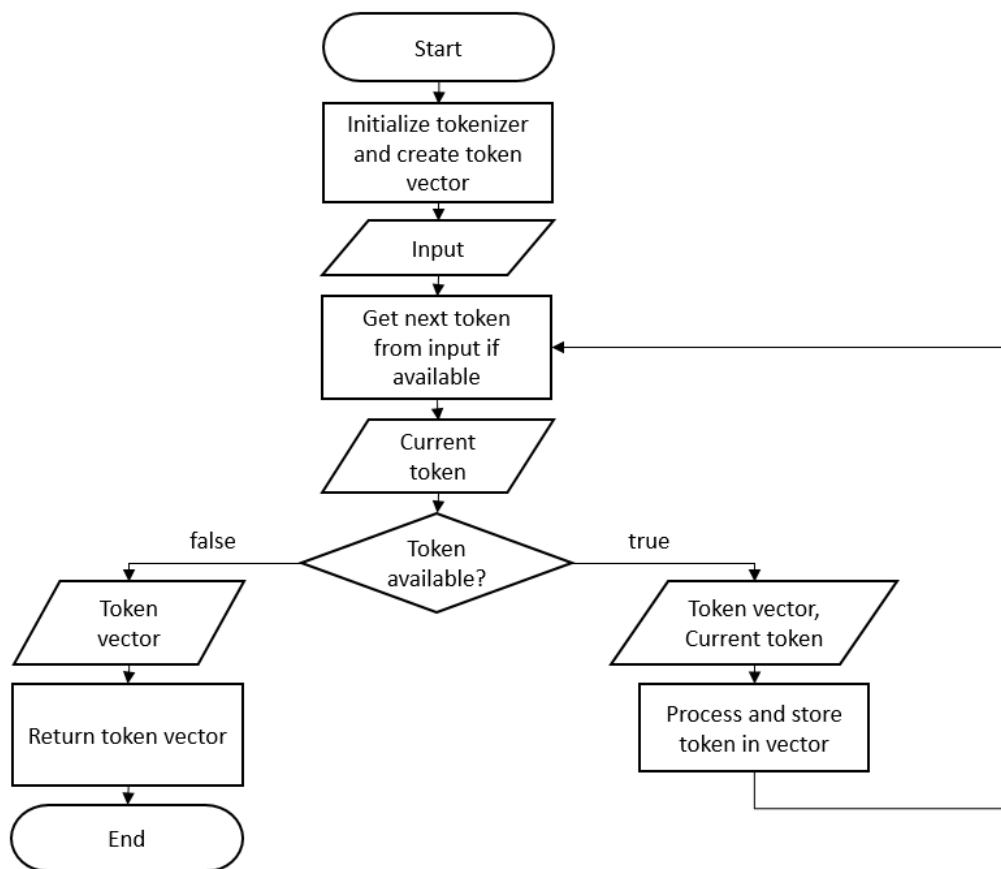 Start
Initialize tokenizer
and create token
vector
Input
Get next token
from input if
available
Current
token
Token
available?
false
true
Token
vector
Token vector,
Current token
Return token vector
Process and store
token in vector
End